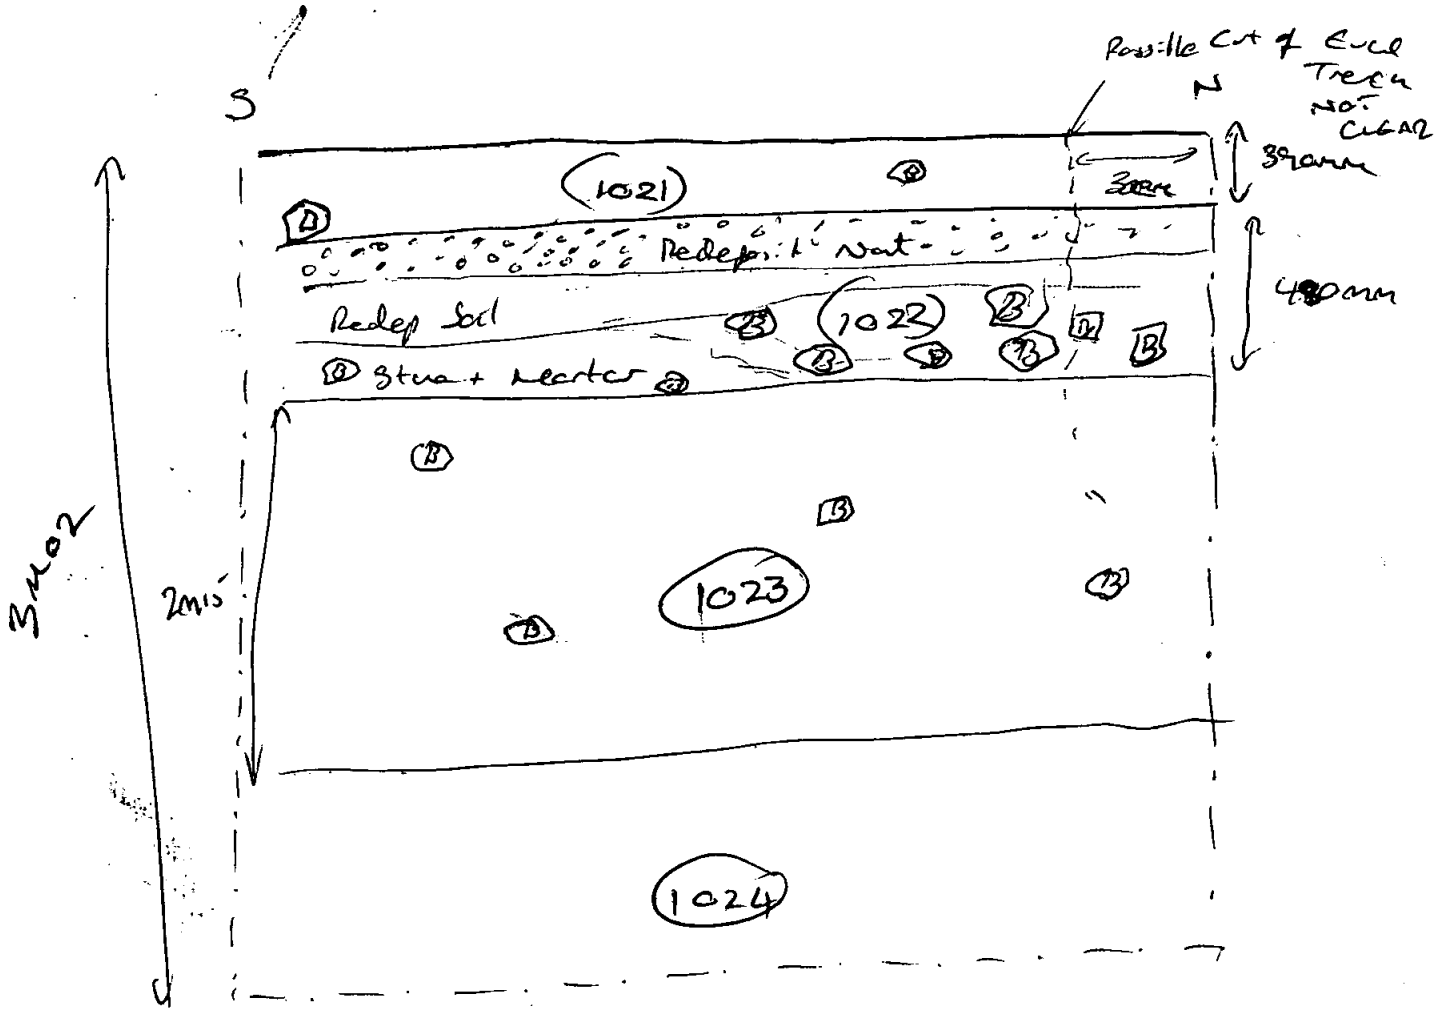 Possible Cut of Eval
Trench
NOT
CLEAR
S
N
(1021)
B
B
390mm
Redeposit Nat
Redep Soil
(1022)
B
B
B
B
B
B
B
B
B
B Stone + Mortar
480mm
B
B
1023
B
B
3m02
2m15
1024